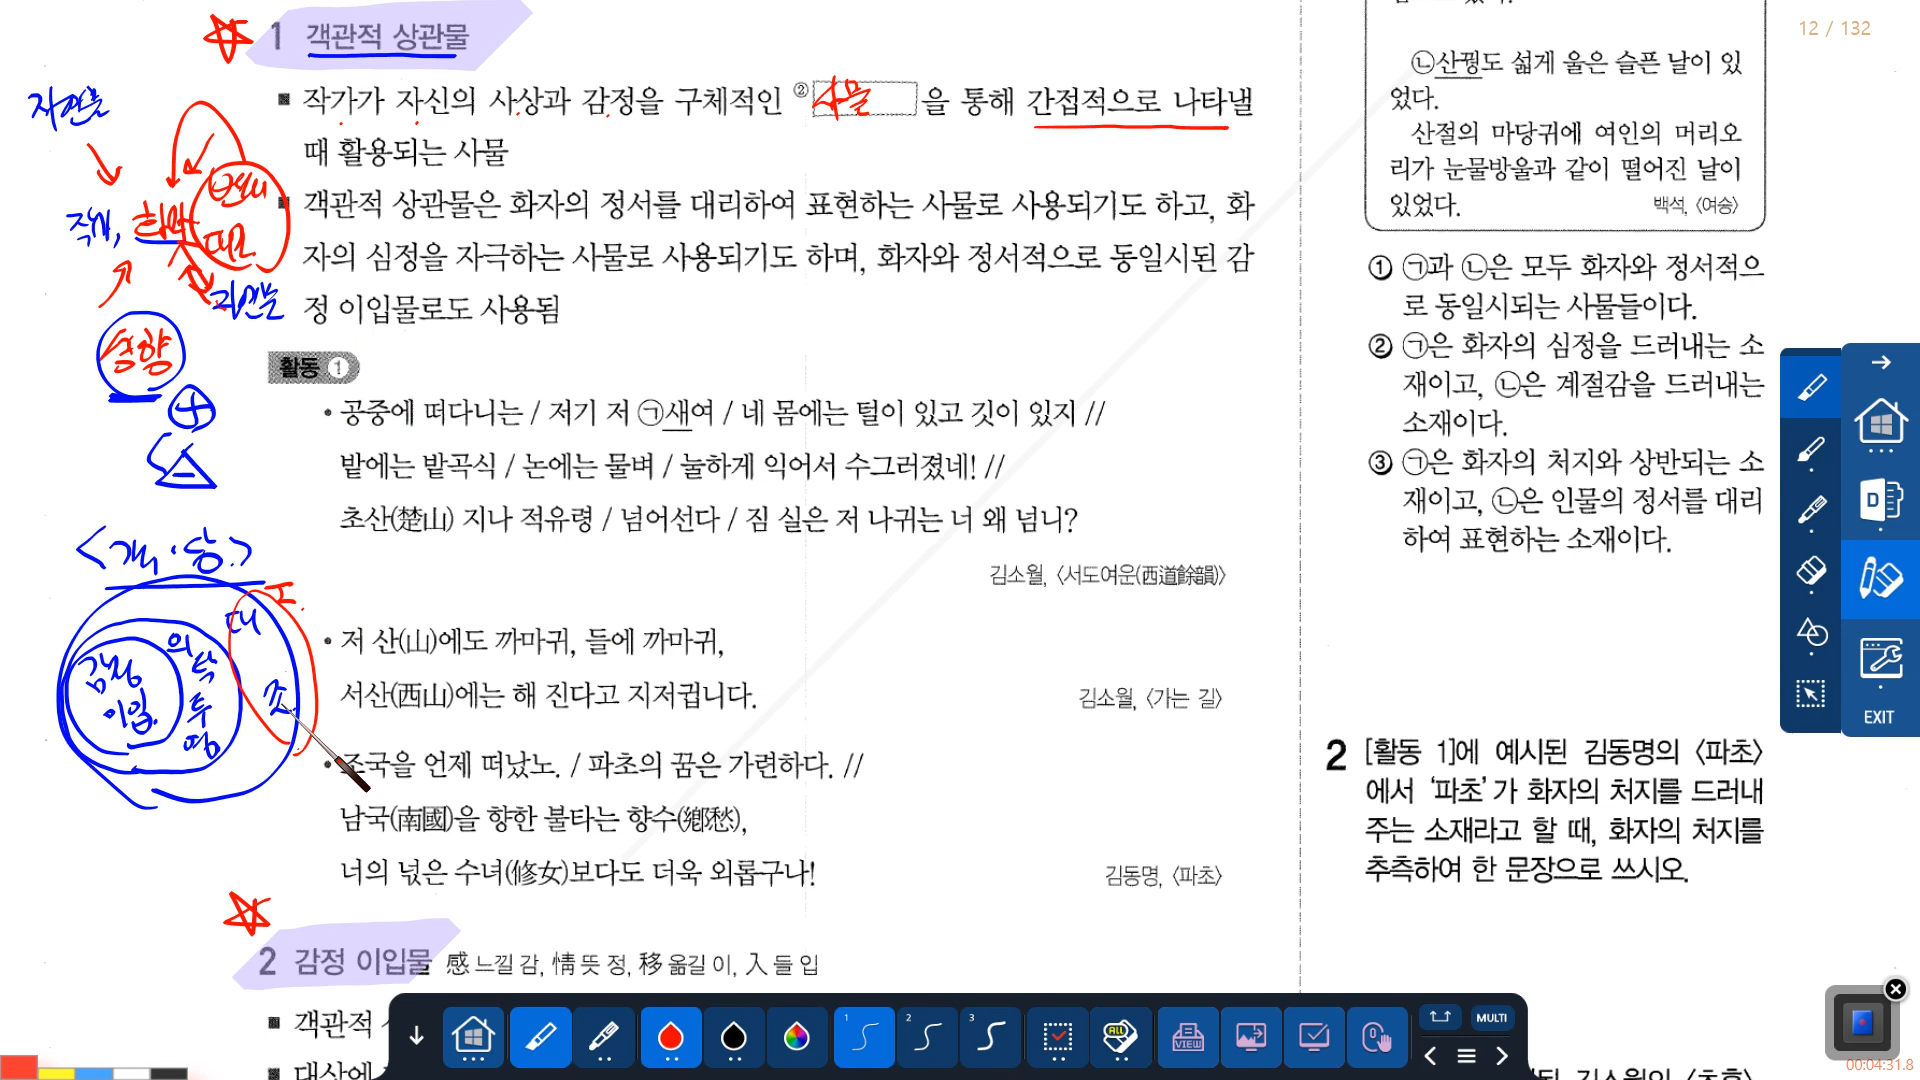 12 / 132
1 객관적 상관물
자연물
■ 작가가 자신의 사상과 감정을 구체적인 ② 사물 을 통해 간접적으로 나타낼
때 활용되는 사물
■ 객관적 상관물은 화자의 정서를 대리하여 표현하는 사물로 사용되기도 하고, 화
자의 심정을 자극하는 사물로 사용되기도 하며, 화자와 정서적으로 동일시된 감
정 이입물로도 사용됨
자연물
영향
활동 1
• 공중에 떠다니는 / 저기 저 ㉠새여 / 네 몸에는 털이 있고 깃이 있지 //
밭에는 밭곡식 / 논에는 물벼 / 눌하게 익어서 수그러졌네! //
초산(楚山) 지나 적유령 / 넘어선다 / 짐 실은 저 나귀는 너 왜 넘니?
김소월, 〈서도여운(西道餘韻)〉
<객·상>
대
조
의탁
투영
감정
이입
• 저 산(山)에도 까마귀, 들에 까마귀,
서산(西山)에는 해 진다고 지저귑니다.
김소월, 〈가는 길〉
• 조국을 언제 떠났노. / 파초의 꿈은 가련하다. //
남국(南國)을 향한 불타는 향수(鄕愁),
너의 넋은 수녀(修女)보다도 더욱 외롭구나!
김동명, 〈파초〉
2 감정 이입물 感 느낄 감, 情 뜻 정, 移 옮길 이, 入 들 입
■ 객관적
■ 대상에
㉡산꿩도 섧게 울은 슬픈 날이 있
었다.
산절의 마당귀에 여인의 머리오
리가 눈물방울과 같이 떨어진 날이
있었다.
백석, 〈여승〉
① ㉠과 ㉡은 모두 화자와 정서적으
로 동일시되는 사물들이다.
② ㉠은 화자의 심정을 드러내는 소
재이고, ㉡은 계절감을 드러내는
소재이다.
③ ㉠은 화자의 처지와 상반되는 소
재이고, ㉡은 인물의 정서를 대리
하여 표현하는 소재이다.
2 [활동 1]에 예시된 김동명의 〈파초〉
에서 ‘파초’가 화자의 처지를 드러내
주는 소재라고 할 때, 화자의 처지를
추측하여 한 문장으로 쓰시오.
EXIT
1
2
3
ALL
VIEW
MULTI
00:04:31.8